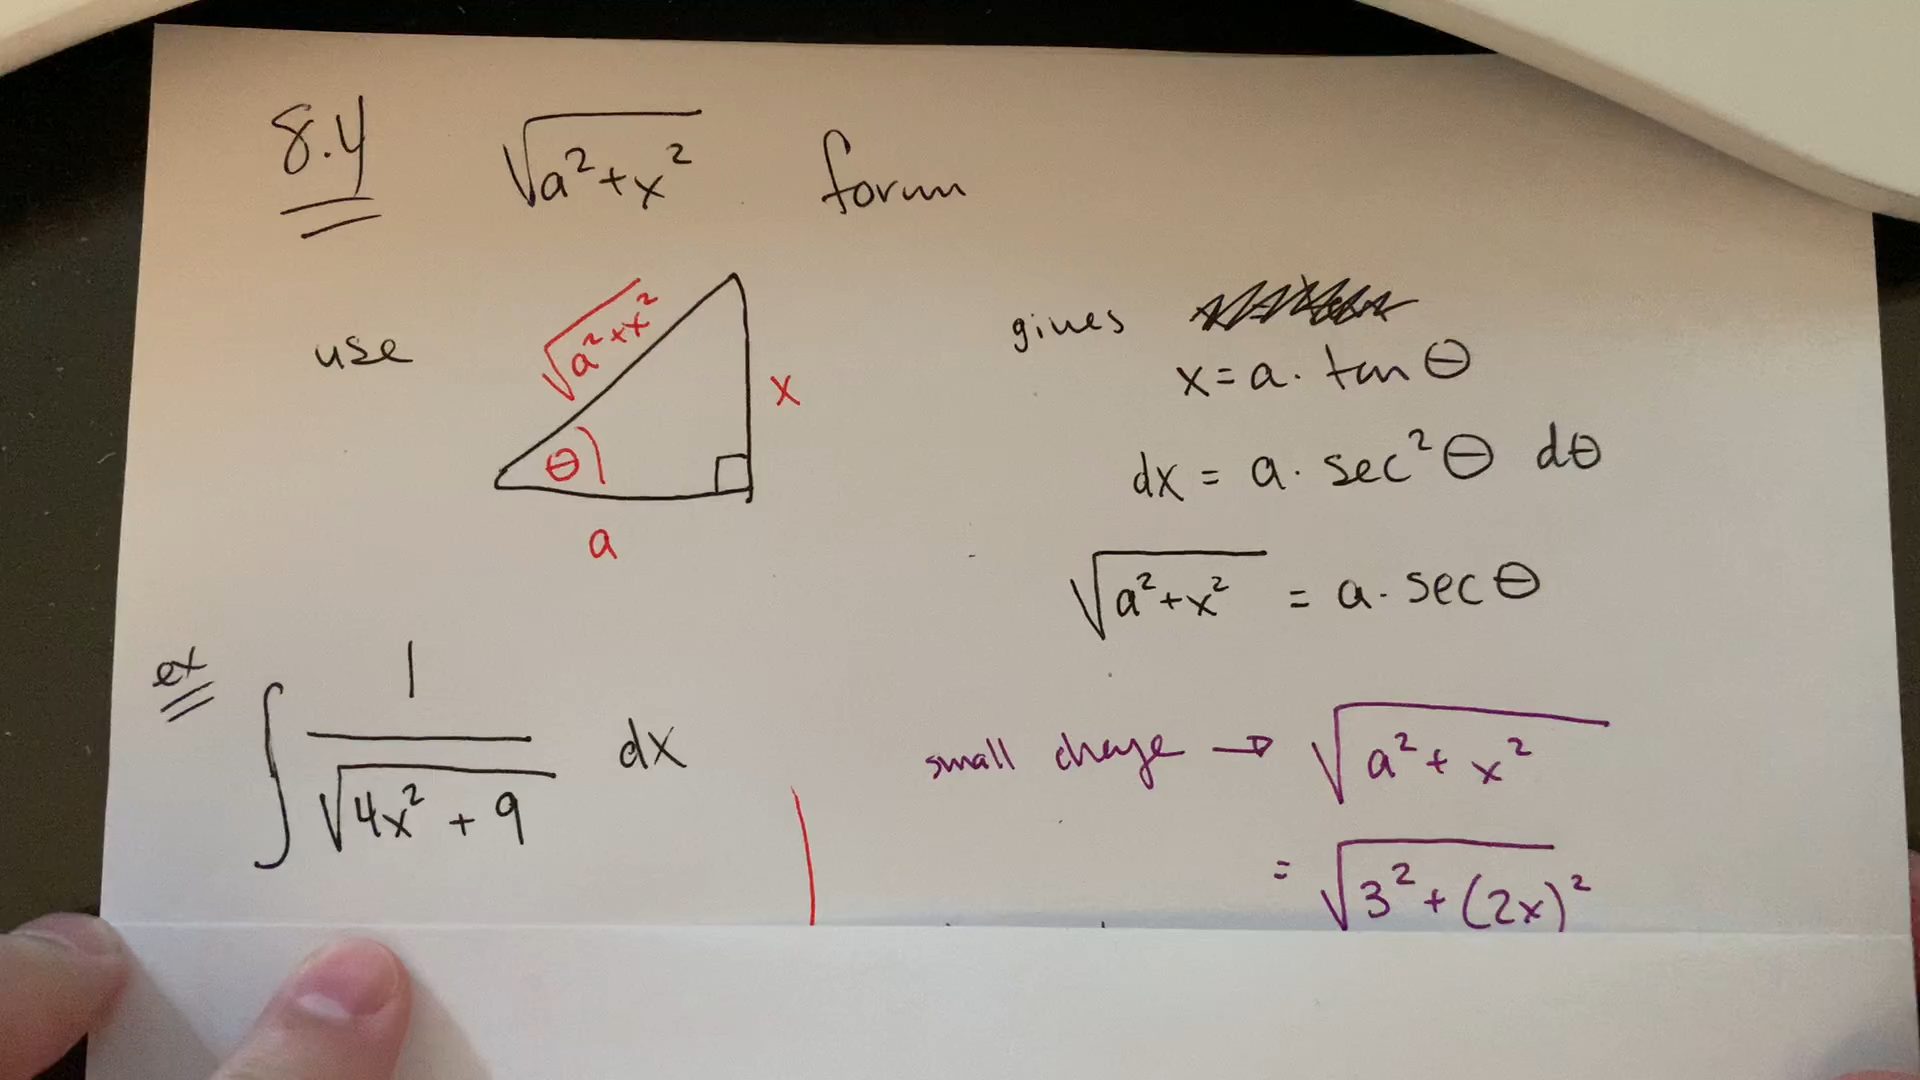 8.4 √(a²+x²) form
use
√(a²+x²)
x
θ
a
gives
x = a · tan θ
dx = a · sec² θ dθ
√(a²+x²) = a · sec θ
ex ∫ 1/√(4x² + 9) dx
small change → √(a² + x²)
= √(3² + (2x)²)